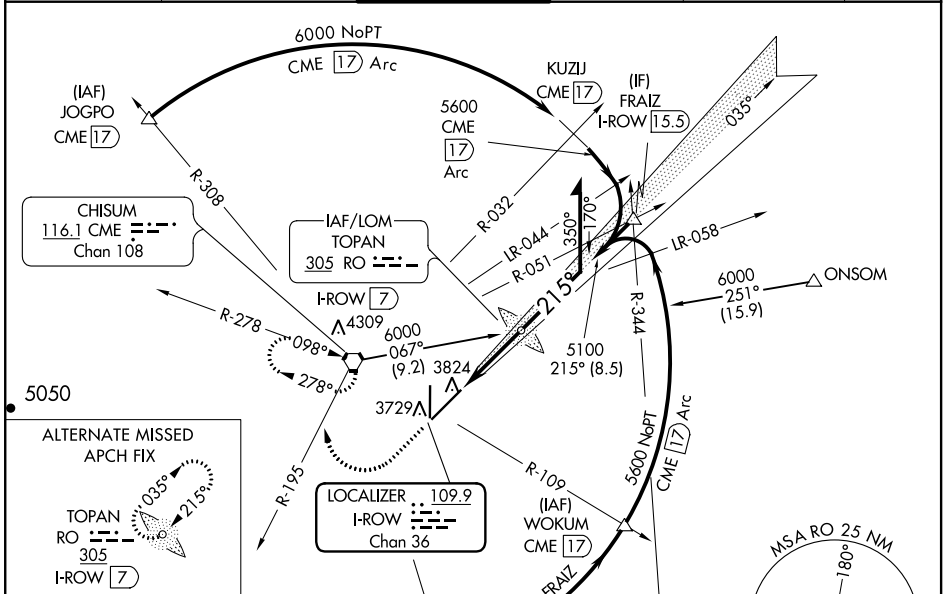 6000 NoPT
CME 17 Arc
(IAF)
JOGPO
CME 17
KUZIJ
CME 17
(IF)
FRAIZ
I-ROW 15.5
035°
5600
CME
17
Arc
R-308
R-032
CHISUM
116.1 CME
Chan 108
IAF/LOM
TOPAN
305 RO
I-ROW 7
LR-044
R-051
350°
170°
LR-058
215°
6000
251°
(15.9)
ONSOM
R-278
098°
278°
4309
6000
067°
(9.2)
3824
3729
5100
215° (8.5)
R-344
5050
R-195
R-109
5600 NoPT
CME 17 Arc
ALTERNATE MISSED
APCH FIX
035°
215°
TOPAN
RO
305
I-ROW 7
LOCALIZER 109.9
I-ROW
Chan 36
(IAF)
WOKUM
CME 17
FRAIZ
MSA RO 25 NM
180°